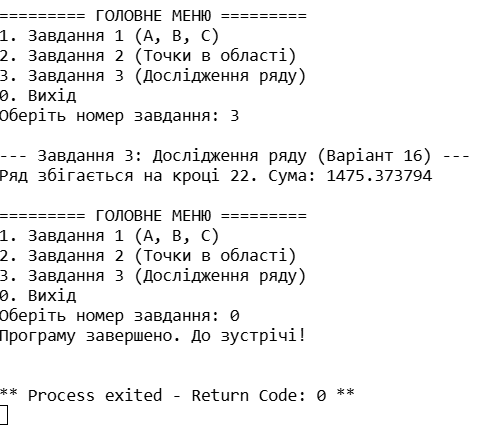 ========= ГОЛОВНЕ МЕНЮ =========
1. Завдання 1 (A, B, C)
2. Завдання 2 (Точки в області)
3. Завдання 3 (Дослідження ряду)
0. Вихід
Оберіть номер завдання: 3
--- Завдання 3: Дослідження ряду (Варіант 16) ---
Ряд збігається на кроці 22. Сума: 1475.373794
========= ГОЛОВНЕ МЕНЮ =========
1. Завдання 1 (A, B, C)
2. Завдання 2 (Точки в області)
3. Завдання 3 (Дослідження ряду)
0. Вихід
Оберіть номер завдання: 0
Програму завершено. До зустрічі!
** Process exited - Return Code: 0 **